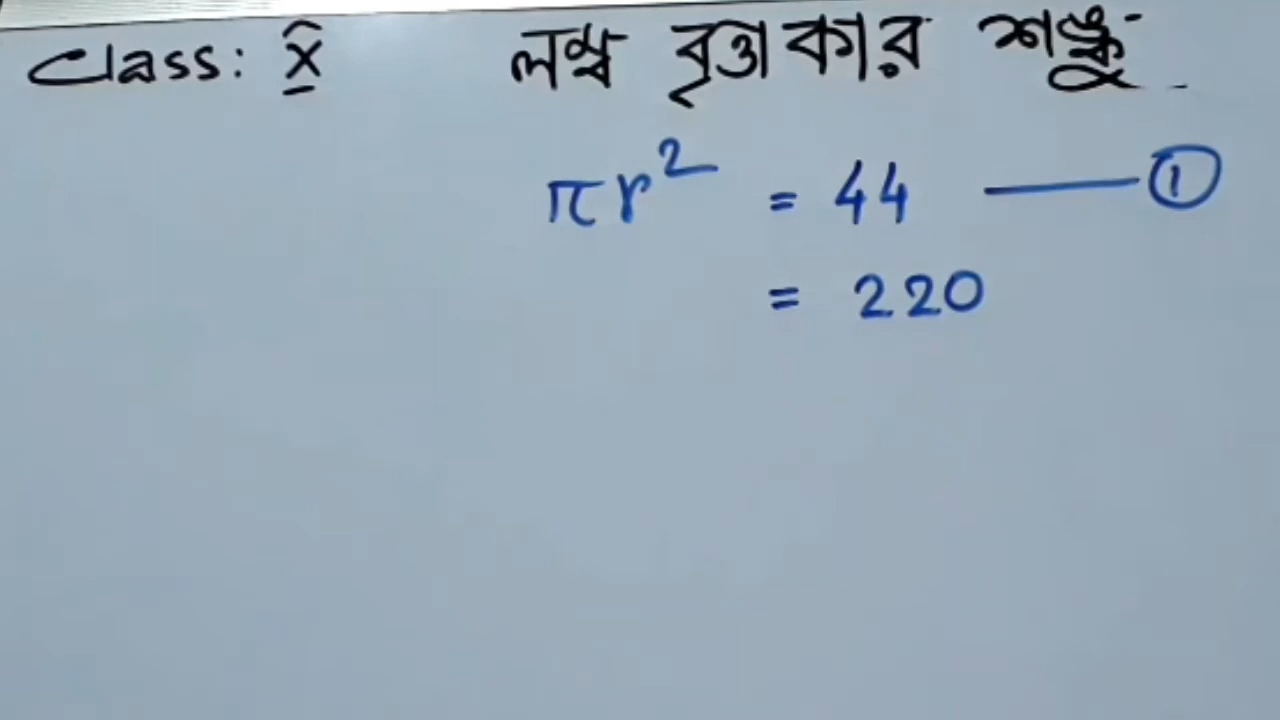 Class: X লম্ব বৃত্তাকার শঙ্কু
πr² = 44 —— ①
= 220